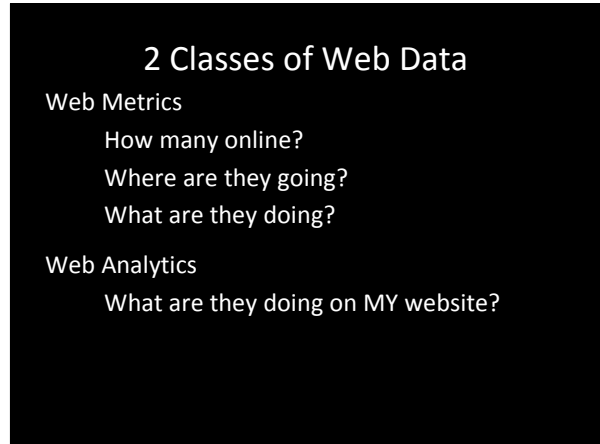 2 Classes of Web Data
Web Metrics
How many online?
Where are they going?
What are they doing?
Web Analytics
What are they doing on MY website?